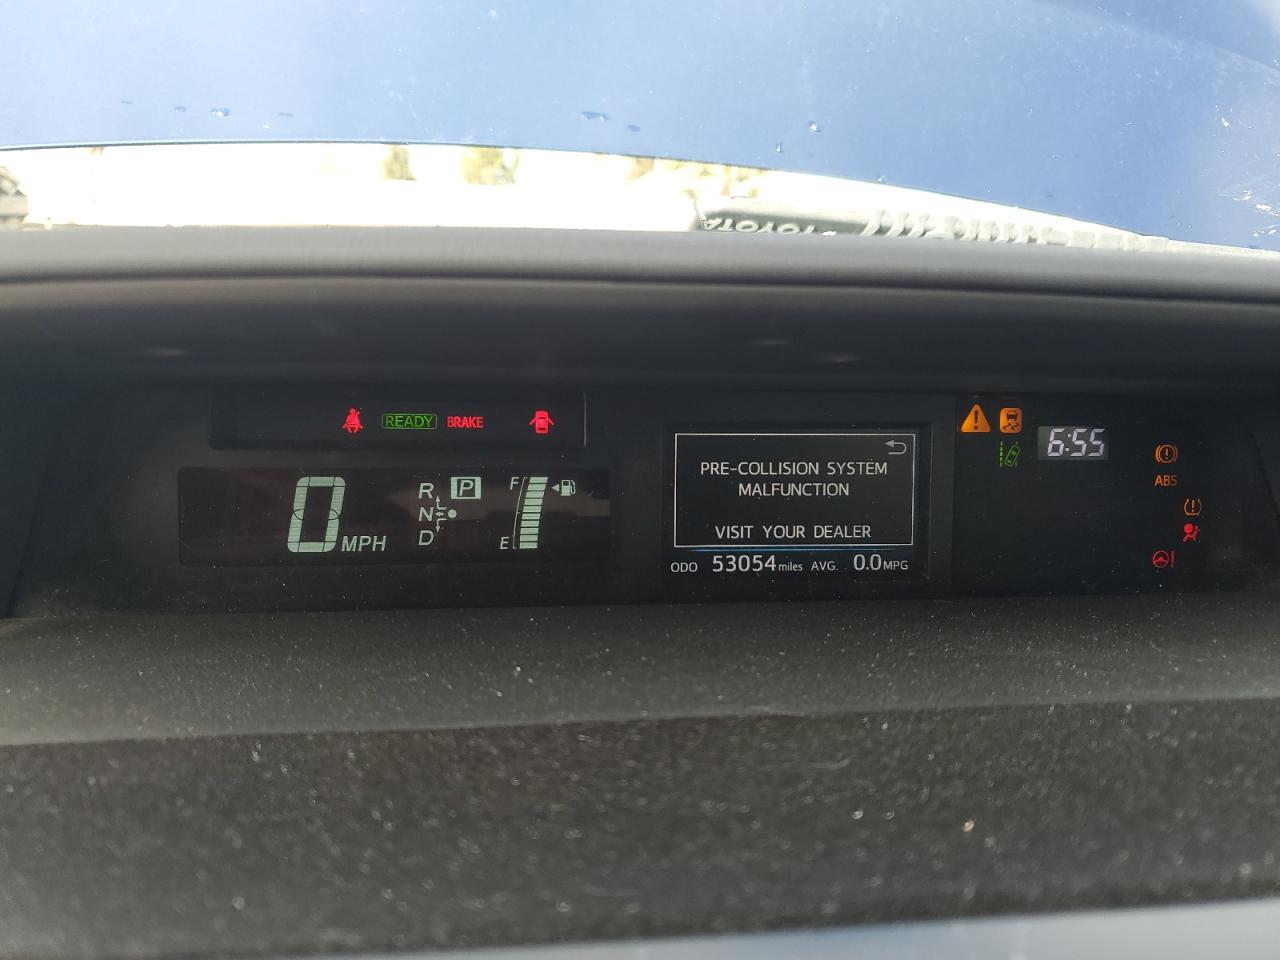 TOYOTA
READY BRAKE
6:55
PRE-COLLISION SYSTEM
MALFUNCTION
VISIT YOUR DEALER
ABS
0 MPH
R P
N
D
F
E
ODO 53054 miles AVG. 0.0 MPG